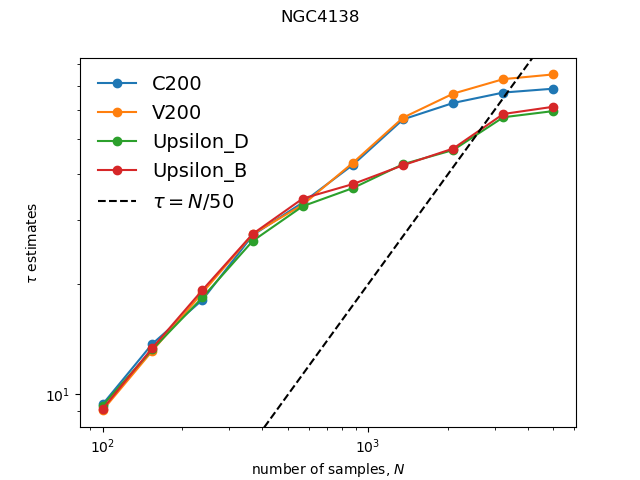 NGC4138
C200
V200
Upsilon_D
Upsilon_B
τ = N/50
τ estimates
10¹
10² 10³
number of samples, N